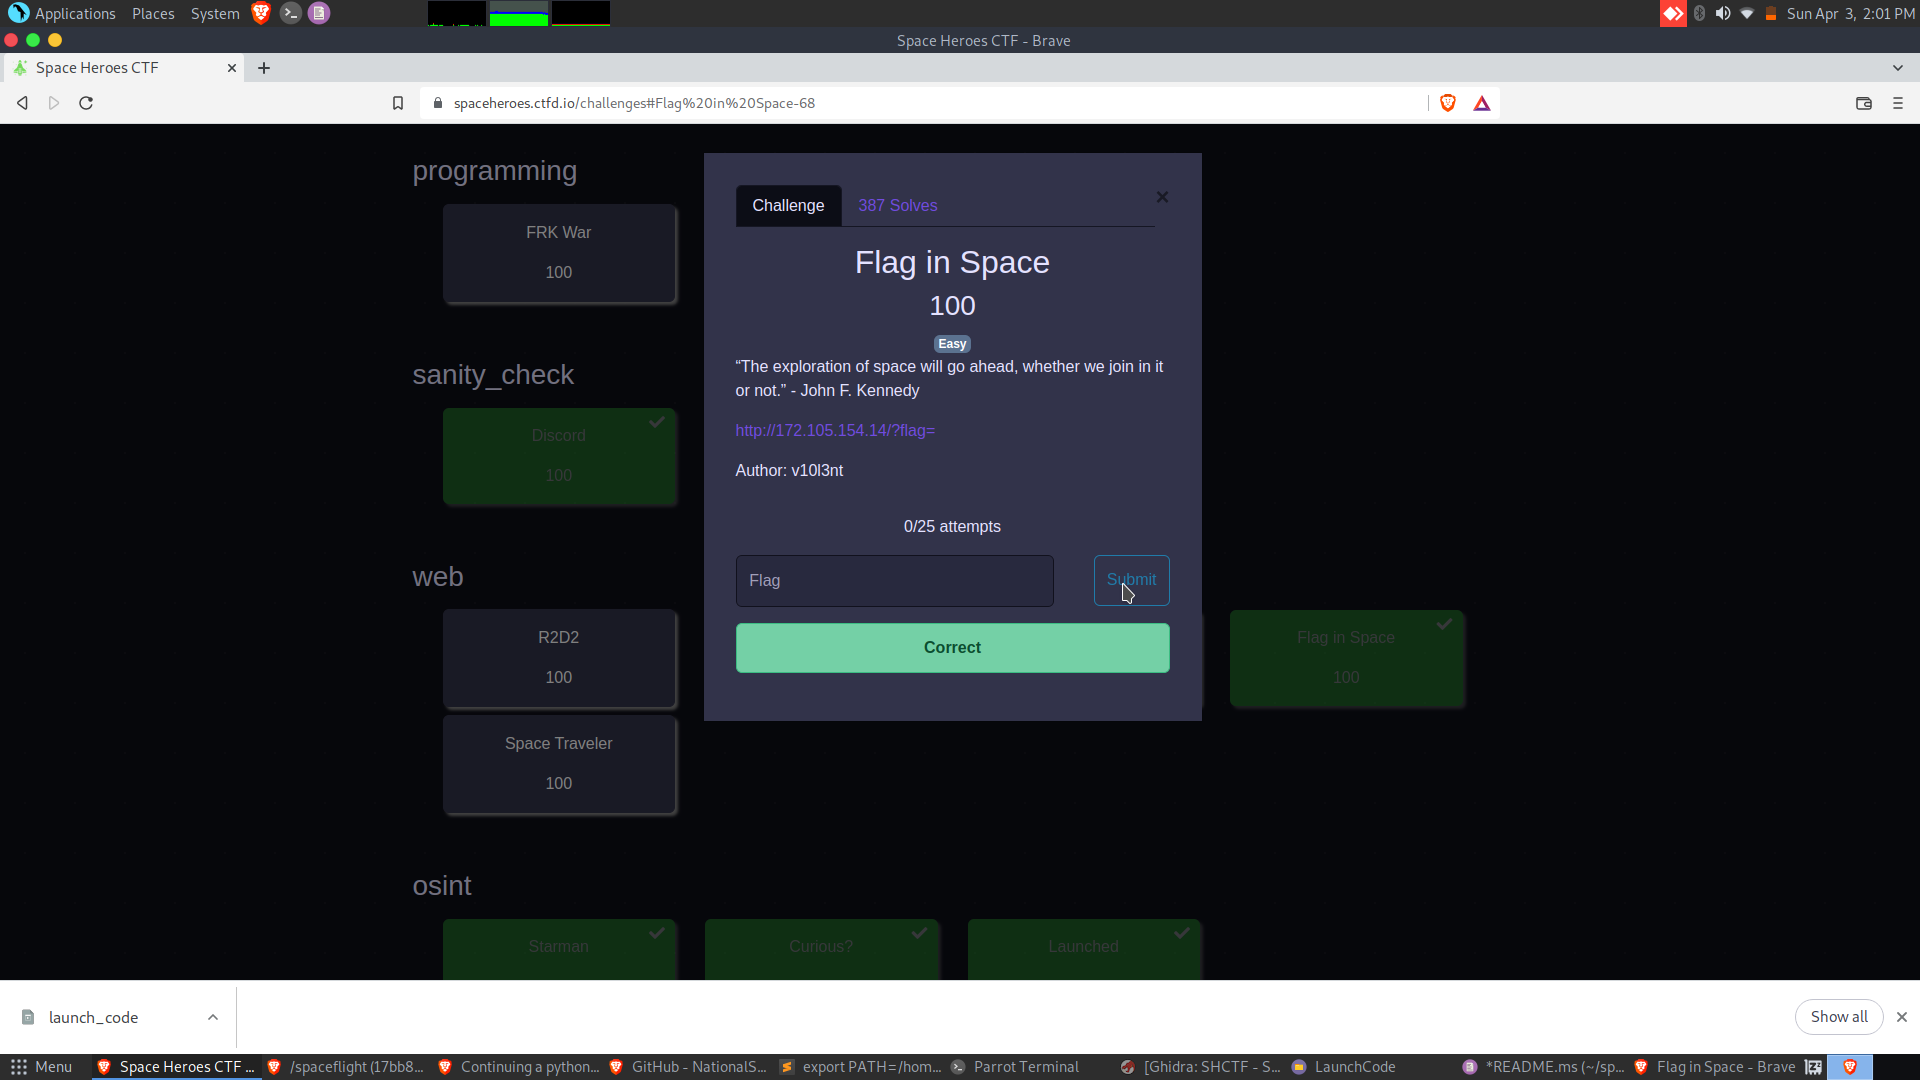 Applications Places System
Sun Apr 3, 2:01 PM
Space Heroes CTF - Brave
Space Heroes CTF
spaceheroes.ctfd.io/challenges#Flag%20in%20Space-68
programming
FRK War
100
sanity_check
Discord
100
web
R2D2
100
Flag in Space
100
Space Traveler
100
osint
Starman
Curious?
Launched
Challenge
387 Solves
Flag in Space
100
Easy
“The exploration of space will go ahead, whether we join in it
or not.” - John F. Kennedy
http://172.105.154.14/?flag=
Author: v10l3nt
0/25 attempts
Flag
Submit
Correct
launch_code
Show all
Menu
Space Heroes CTF ...
/spaceflight (17bb8...
Continuing a python...
GitHub - NationalS...
export PATH=/hom...
Parrot Terminal
[Ghidra: SHCTF - S...
LaunchCode
*README.ms (~/sp...
Flag in Space - Brave